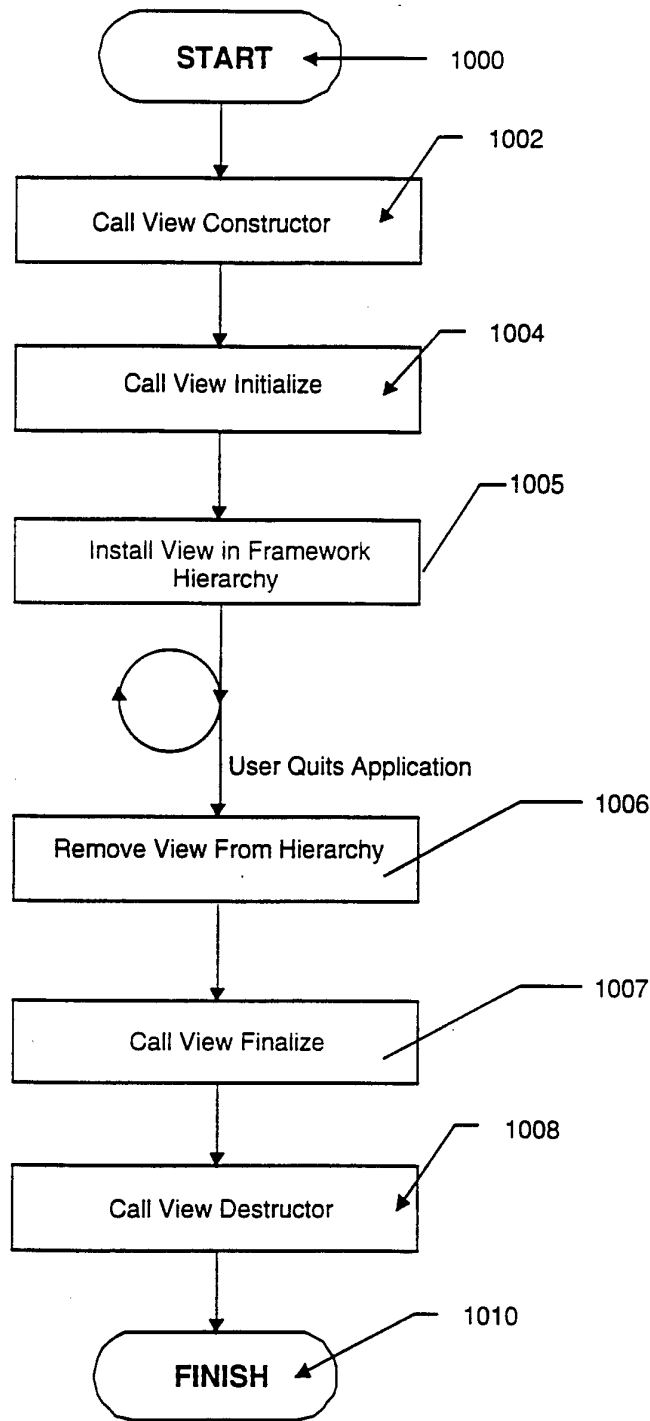 START
1000
1002
Call View Constructor
1004
Call View Initialize
1005
Install View in Framework
Hierarchy
User Quits Application
1006
Remove View From Hierarchy
1007
Call View Finalize
1008
Call View Destructor
1010
FINISH